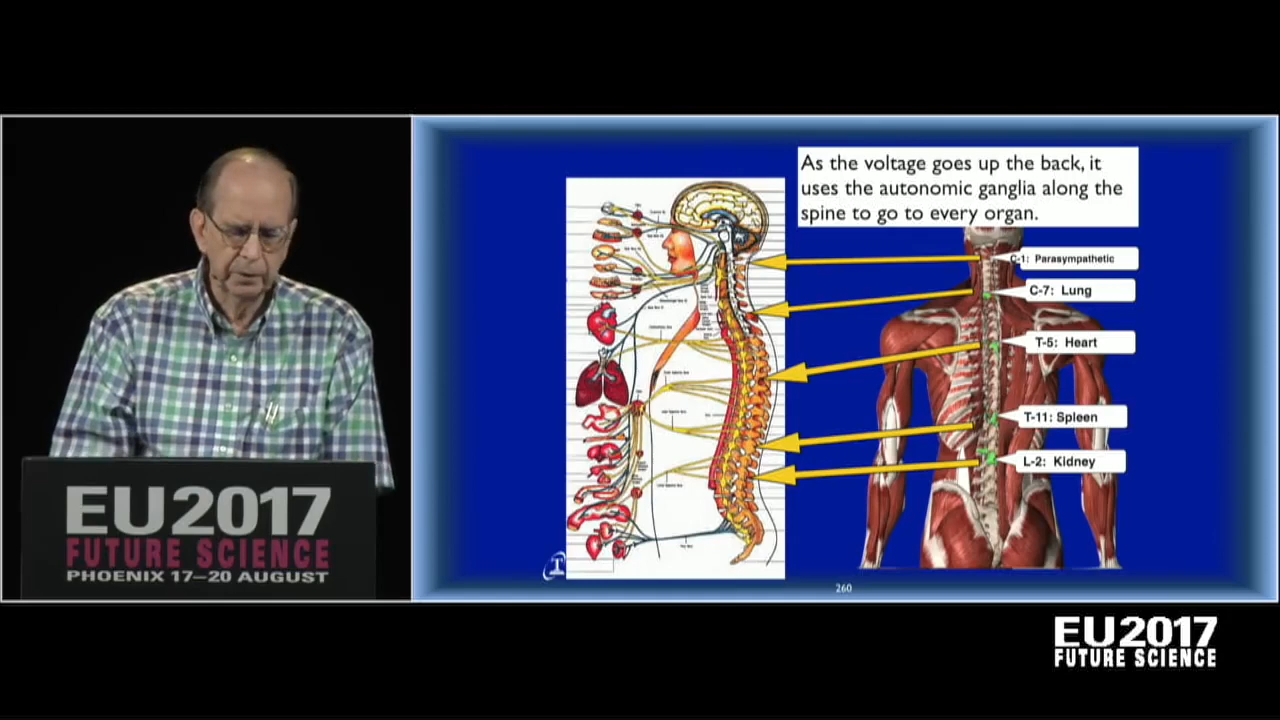 As the voltage goes up the back, it
uses the autonomic ganglia along the
spine to go to every organ.
C-1: Parasympathetic
C-7: Lung
T-5: Heart
T-11: Spleen
L-2: Kidney
260
EU2017
FUTURE SCIENCE
PHOENIX 17–20 AUGUST
EU2017
FUTURE SCIENCE